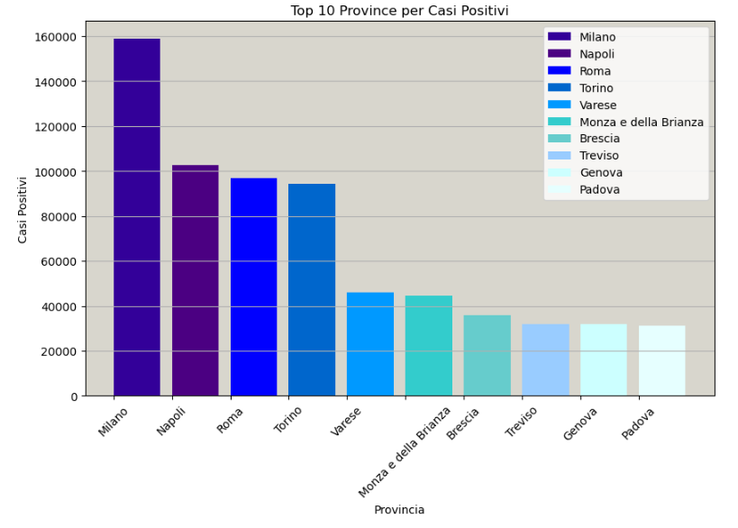 Top 10 Province per Casi Positivi
160000
140000
120000
100000
80000
60000
40000
20000
0
Casi Positivi
Milano
Napoli
Roma
Torino
Varese
Monza e della Brianza
Brescia
Treviso
Genova
Padova
Milano
Napoli
Roma
Torino
Varese
Monza e della Brianza
Brescia
Treviso
Genova
Padova
Provincia